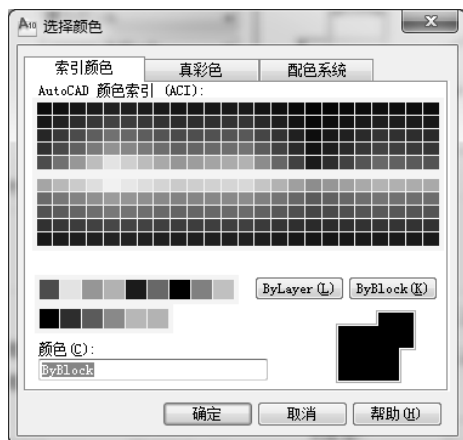 A10 选择颜色
索引颜色 真彩色 配色系统
AutoCAD 颜色索引 (ACI):
ByLayer(L) ByBlock(K)
颜色(C):
ByBlock
确定 取消 帮助(H)